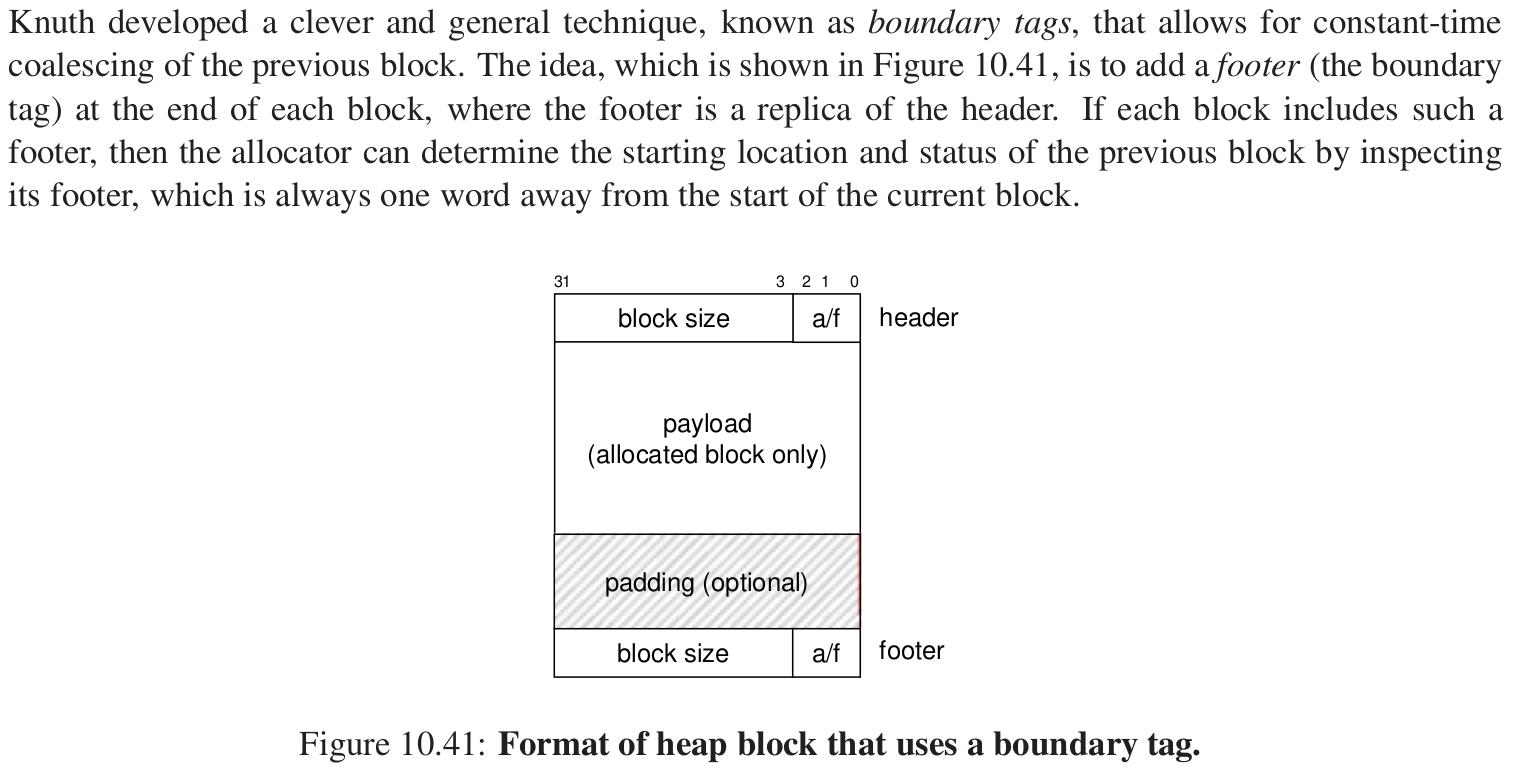 Knuth developed a clever and general technique, known as boundary tags, that allows for constant-time
coalescing of the previous block. The idea, which is shown in Figure 10.41, is to add a footer (the boundary
tag) at the end of each block, where the footer is a replica of the header. If each block includes such a
footer, then the allocator can determine the starting location and status of the previous block by inspecting
its footer, which is always one word away from the start of the current block.
31 3 2 1 0
block size a/f header
payload
(allocated block only)
padding (optional)
block size a/f footer
Figure 10.41: Format of heap block that uses a boundary tag.